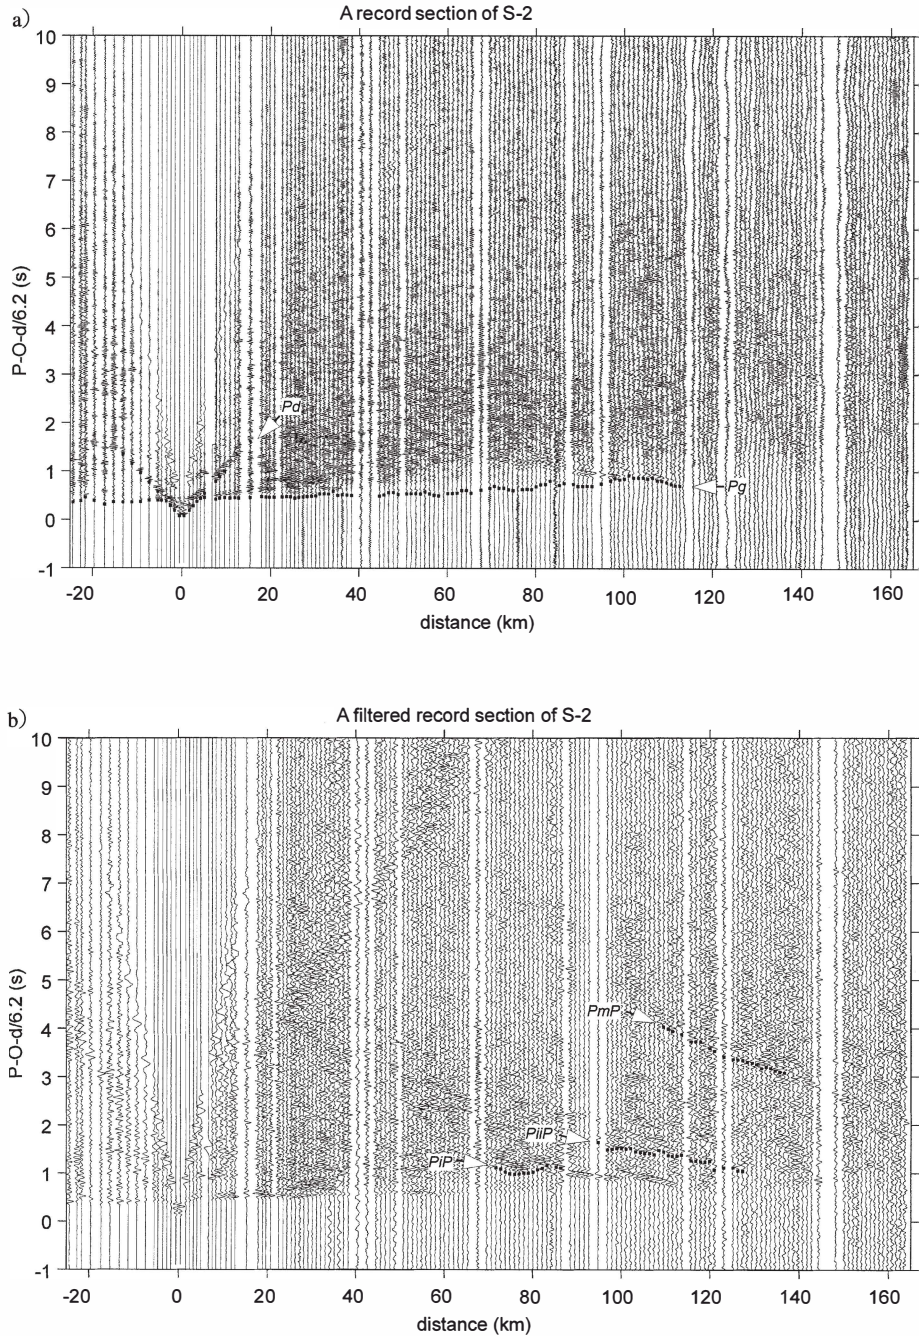 a)
A record section of S-2
10
9
8
7
6
5
4
3
2
1
0
-1
P-O-d/6.2 (s)
Pd
Pg
-20 0 20 40 60 80 100 120 140 160
distance (km)
b)
A filtered record section of S-2
10
9
8
7
6
5
4
3
2
1
0
-1
P-O-d/6.2 (s)
PmP
PiiP
PiP
-20 0 20 40 60 80 100 120 140 160
distance (km)